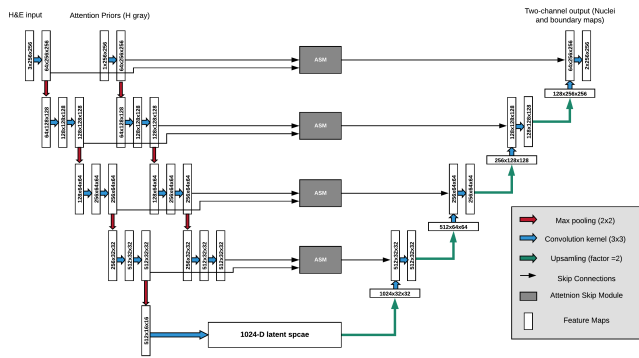 H&E input
Attention Priors (H gray)
Two-channel output (Nuclei
and boundary maps)
3x256x256
64x256x256
1x256x256
64x256x256
ASM
64x256x256
2x256x256
128x256x256
64x128x128
128x128x128
128x128x128
64x128x128
128x128x128
128x128x128
ASM
128x128x128
128x128x128
256x128x128
128x64x64
256x64x64
256x64x64
128x64x64
256x64x64
256x64x64
ASM
256x64x64
256x64x64
512x64x64
256x32x32
512x32x32
512x32x32
256x32x32
512x32x32
512x32x32
ASM
512x32x32
512x32x32
1024x32x32
512x16x16
1024-D latent spcae
Max pooling (2x2)
Convolution kernel (3x3)
Upsamling (factor =2)
Skip Connections
Attetnion Skip Module
Feature Maps